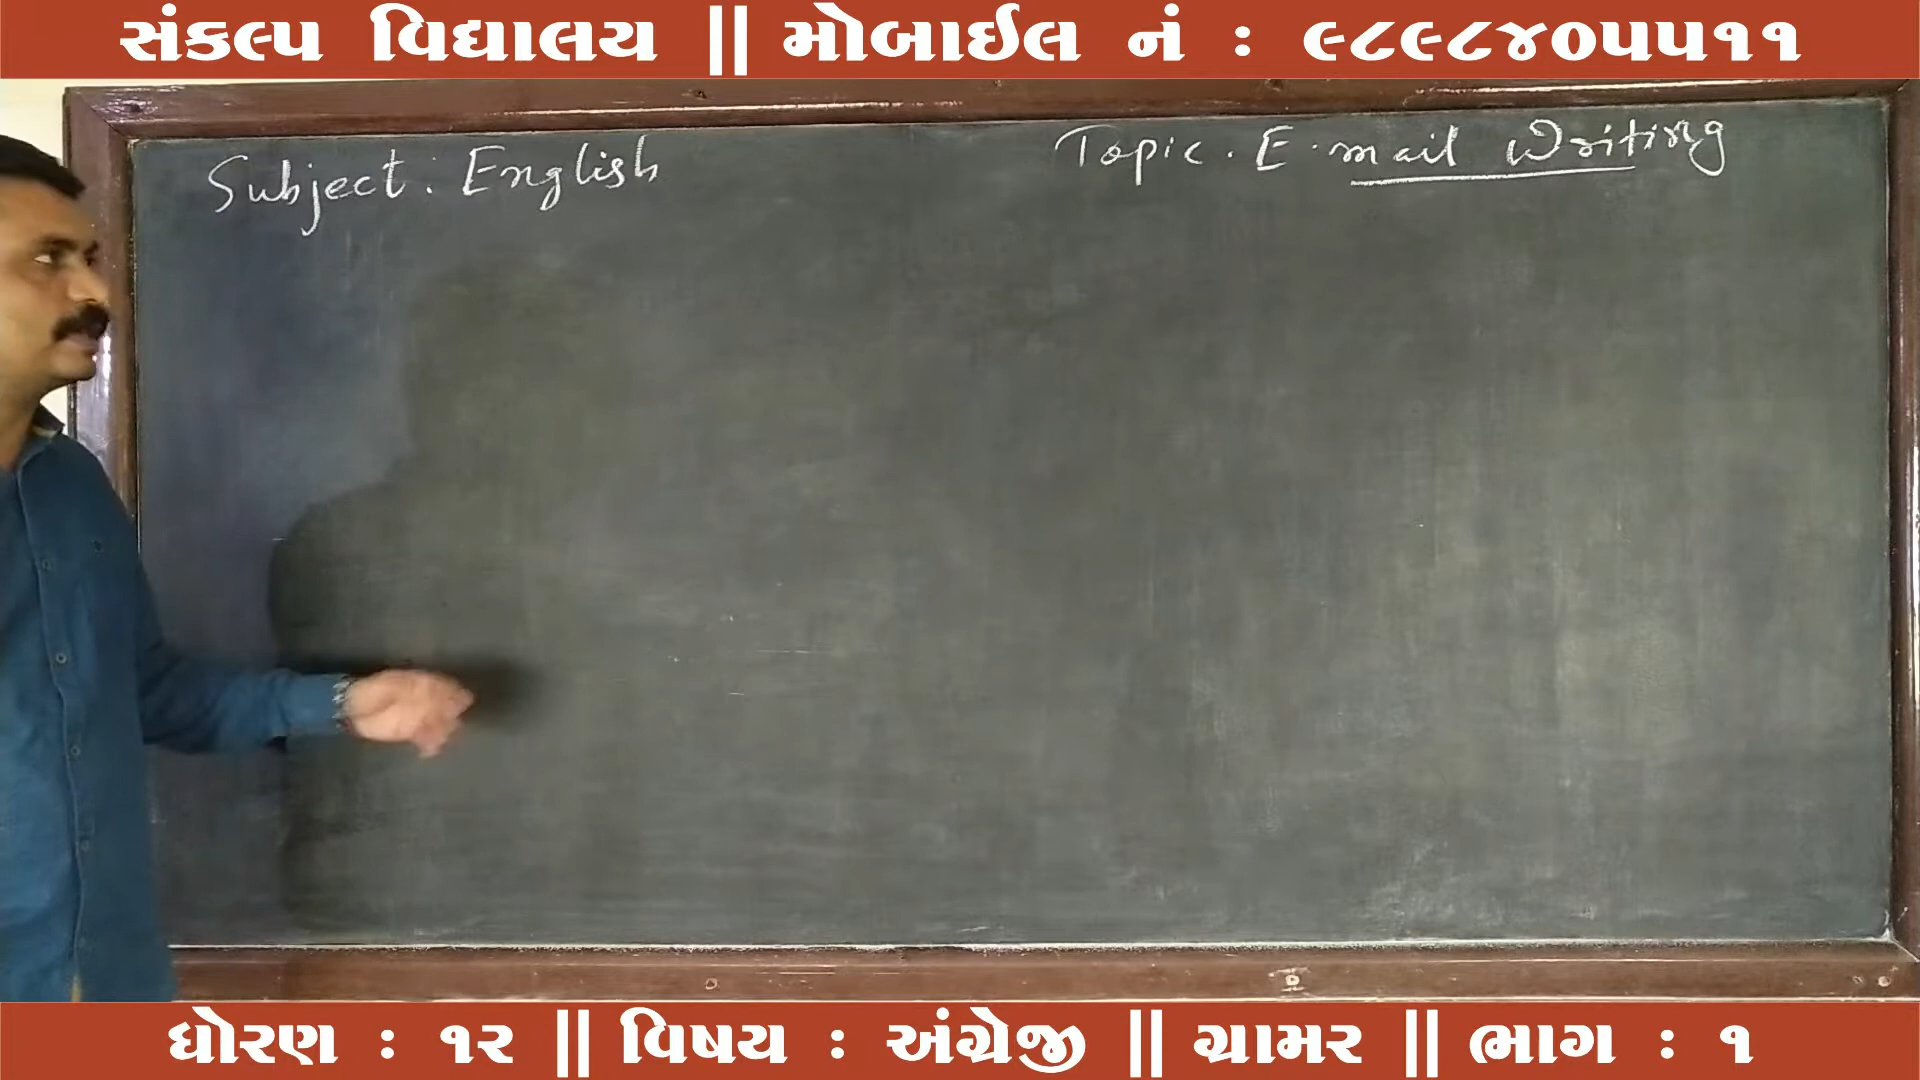 સંકલ્પ વિદ્યાલય || મોબાઈલ નં : ૯૮૯૮૪૦૫૫૧૧
Subject : English
Topic . E-mail Writing
ધોરણ : ૧૨ || વિષય : અંગ્રેજી || ગ્રામર || ભાગ : ૧